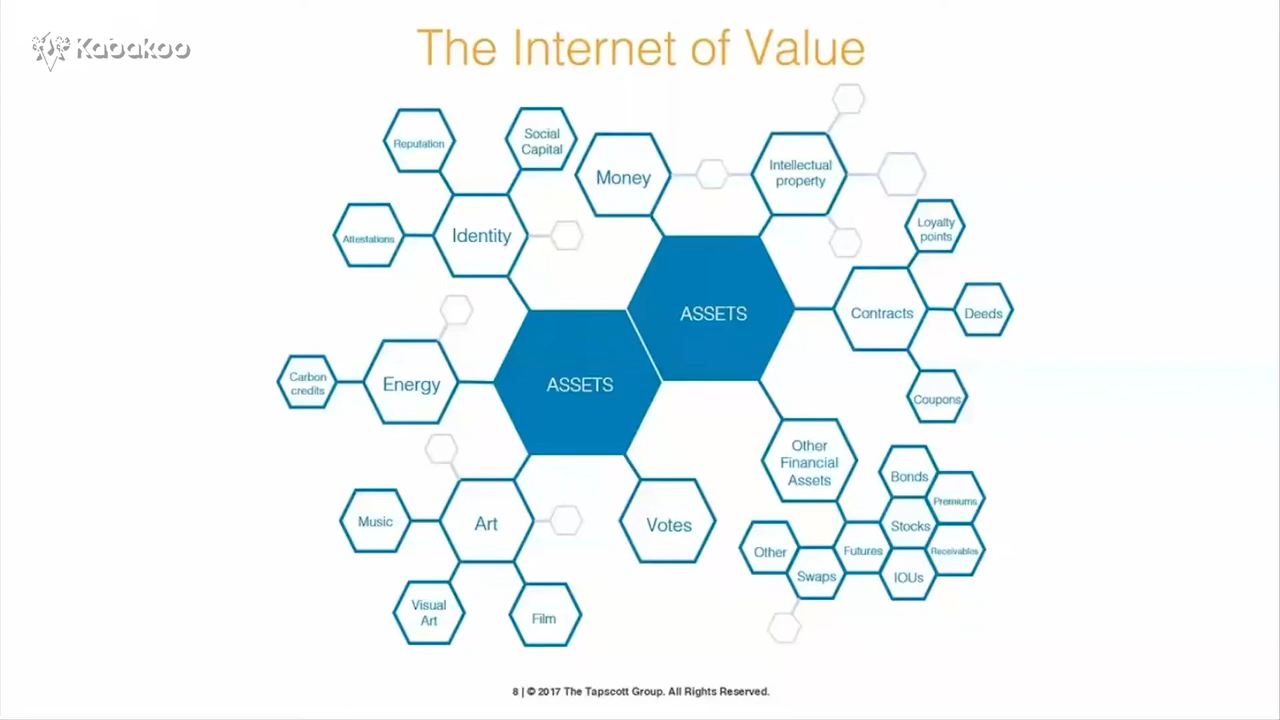 Kabakoo
The Internet of Value
Reputation
Social
Capital
Money
Intellectual
property
Attestations
Identity
Loyalty
points
ASSETS
Contracts
Deeds
Carbon
credits
Energy
ASSETS
Coupons
Other
Financial
Assets
Bonds
Premiums
Music
Art
Votes
Stocks
Other
Futures
Receivables
Swaps
IOUs
Visual
Art
Film
8 | © 2017 The Tapscott Group. All Rights Reserved.